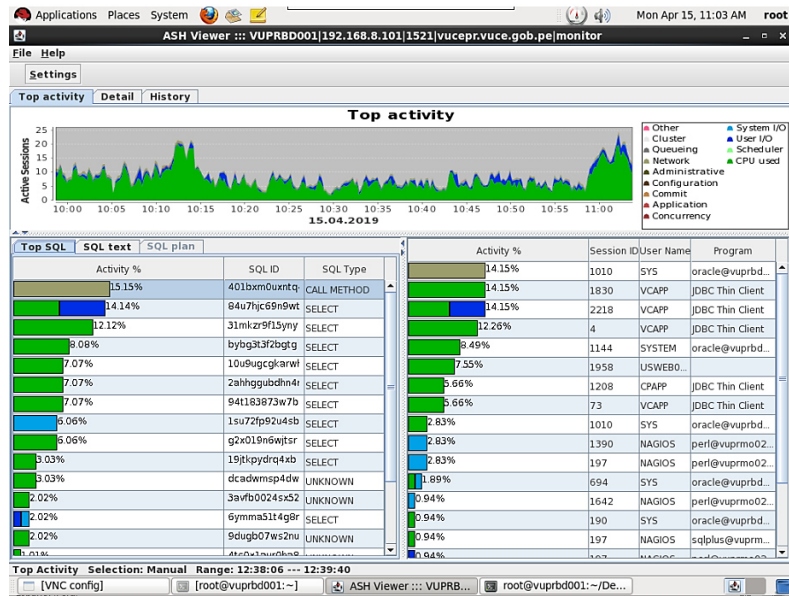 Applications Places System Mon Apr 15, 11:03 AM root
ASH Viewer ::: VUPRBD001|192.168.8.101|1521|vucepr.vuce.gob.pe|monitor
File Help
Settings
Top activity Detail History
Top activity
Active Sessions
25
20
15
10
5
0
10:00 10:05 10:10 10:15 10:20 10:25 10:30 10:35 10:40 10:45 10:50 10:55 11:00
15.04.2019
Other
Cluster
Queueing
Network
Administrative
Configuration
Commit
Application
Concurrency
System I/O
User I/O
Scheduler
CPU used
Top SQL SQL text SQL plan
Activity % SQL ID SQL Type
15.15% 401bxm0uxntq- CALL METHOD
14.14% 84u7hjc69n9wt SELECT
12.12% 31mkzr9f15yny SELECT
8.08% bybg3t3f2bgtg SELECT
7.07% 10u9ugcgkarwł SELECT
7.07% 2ahhggubdhn4r SELECT
7.07% 94t183873w7b SELECT
6.06% 1su72fp92u4sb SELECT
6.06% g2x019n6wjtsr SELECT
3.03% 19jtkpydrq4xb SELECT
3.03% dcadwmsp4dw UNKNOWN
2.02% 3avfb0024sx52 UNKNOWN
2.02% 6ymma51t4g8r SELECT
2.02% 9dugb07ws2nu UNKNOWN
1.01%
Activity % Session ID User Name Program
14.15% 1010 SYS oracle@vuprbd...
14.15% 1830 VCAPP JDBC Thin Client
14.15% 2218 VCAPP JDBC Thin Client
12.26% 4 VCAPP JDBC Thin Client
8.49% 1144 SYSTEM oracle@vuprbd...
7.55% 1958 USWEB0...
5.66% 1208 CPAPP JDBC Thin Client
5.66% 73 VCAPP JDBC Thin Client
2.83% 1010 SYS oracle@vuprbd...
2.83% 1390 NAGIOS perl@vuprmo02...
2.83% 197 NAGIOS perl@vuprmo02...
1.89% 694 SYS oracle@vuprbd...
0.94% 1642 NAGIOS perl@vuprmo02...
0.94% 190 SYS oracle@vuprbd...
0.94% 197 NAGIOS sqlplus@vuprm...
0.94%
Top Activity Selection: Manual Range: 12:38:06 --- 12:39:40
[VNC config] [root@vuprbd001:~] ASH Viewer ::: VUPRB... root@vuprbd001:~/De...